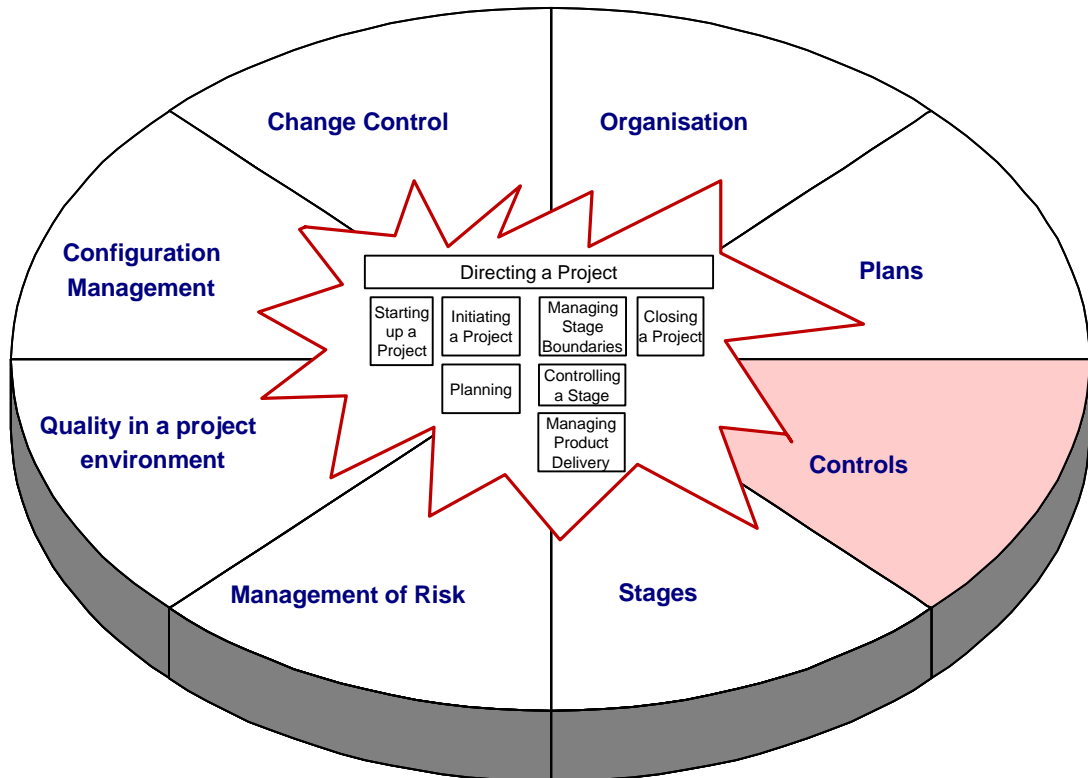 Change Control
Organisation
Configuration
Management
Plans
Directing a Project
Starting
up a
Project
Initiating
a Project
Managing
Stage
Boundaries
Closing
a Project
Planning
Controlling
a Stage
Managing
Product
Delivery
Quality in a project
environment
Controls
Management of Risk
Stages